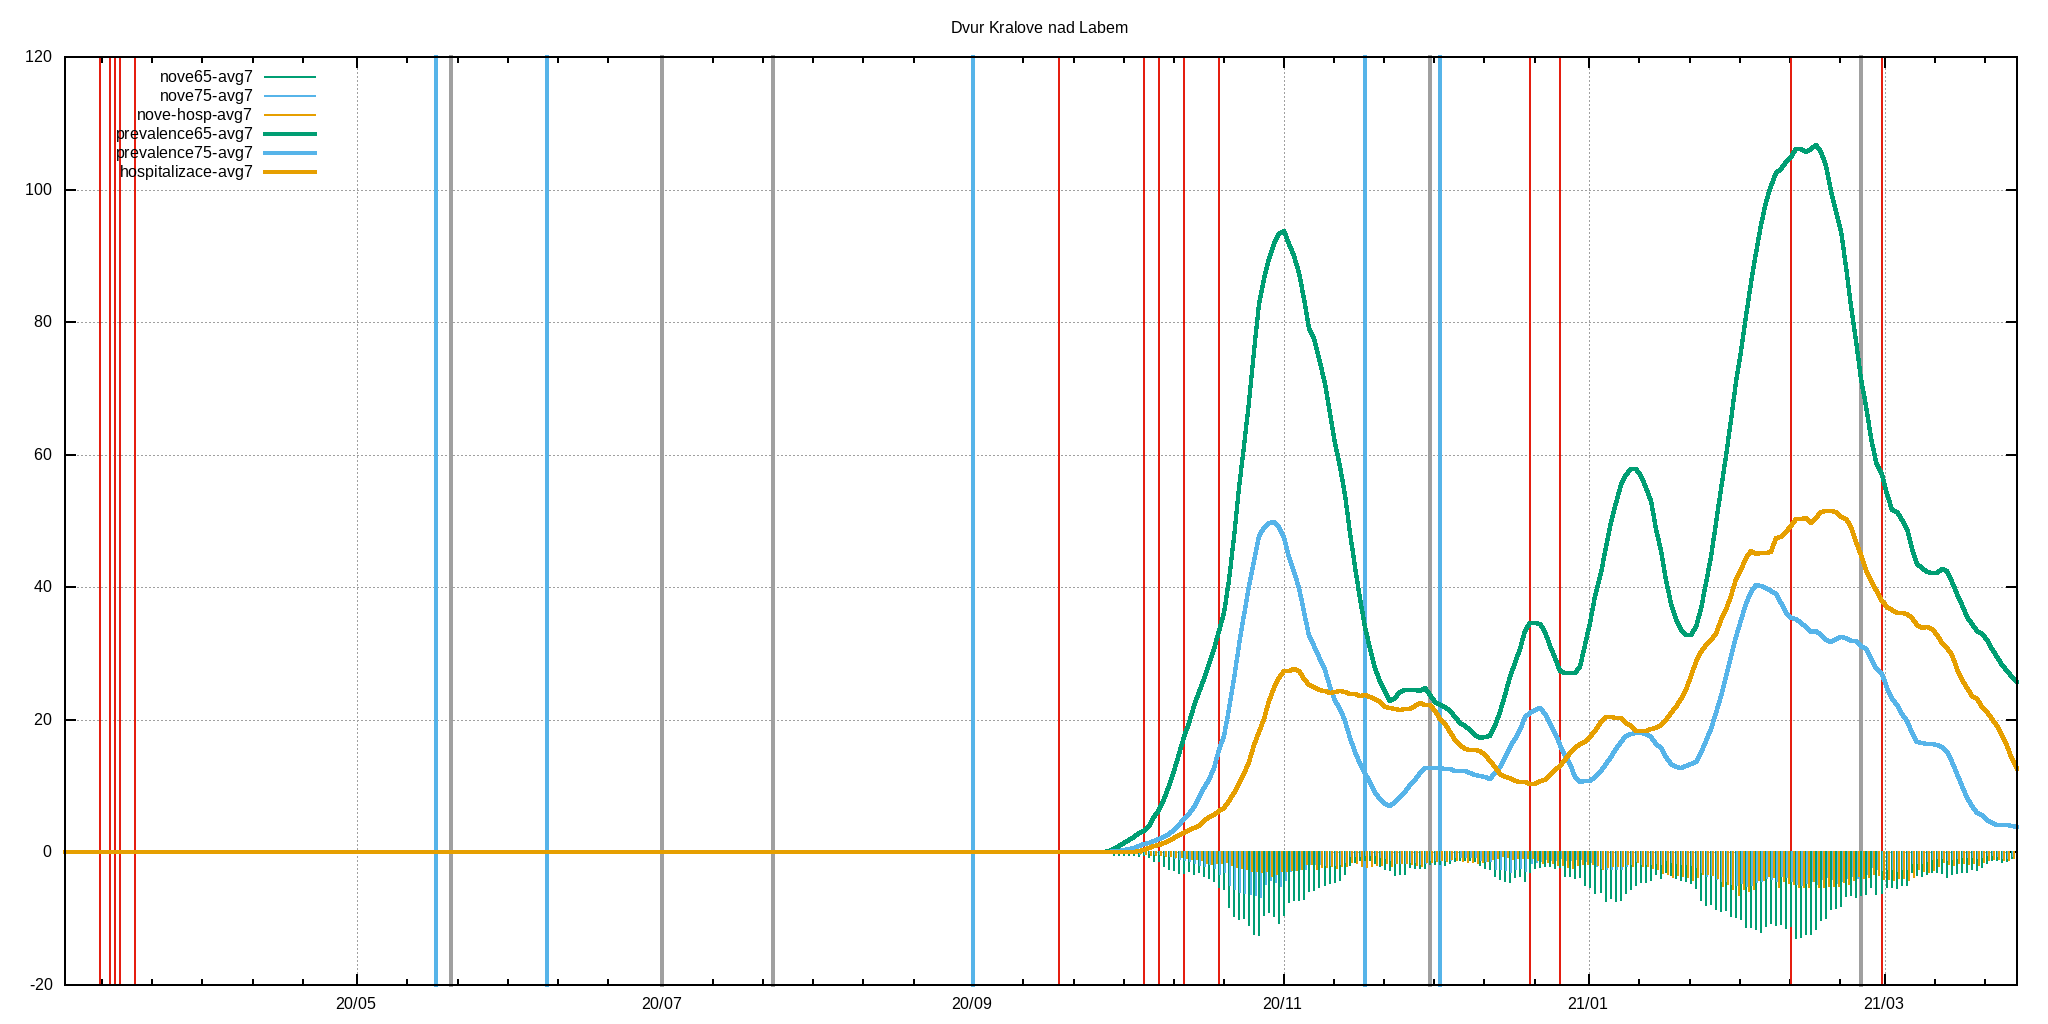 Dvur Kralove nad Labem
120
100
80
60
40
20
0
-20
nove65-avg7
nove75-avg7
nove-hosp-avg7
prevalence65-avg7
prevalence75-avg7
hospitalizace-avg7
20/05 20/07 20/09 20/11 21/01 21/03